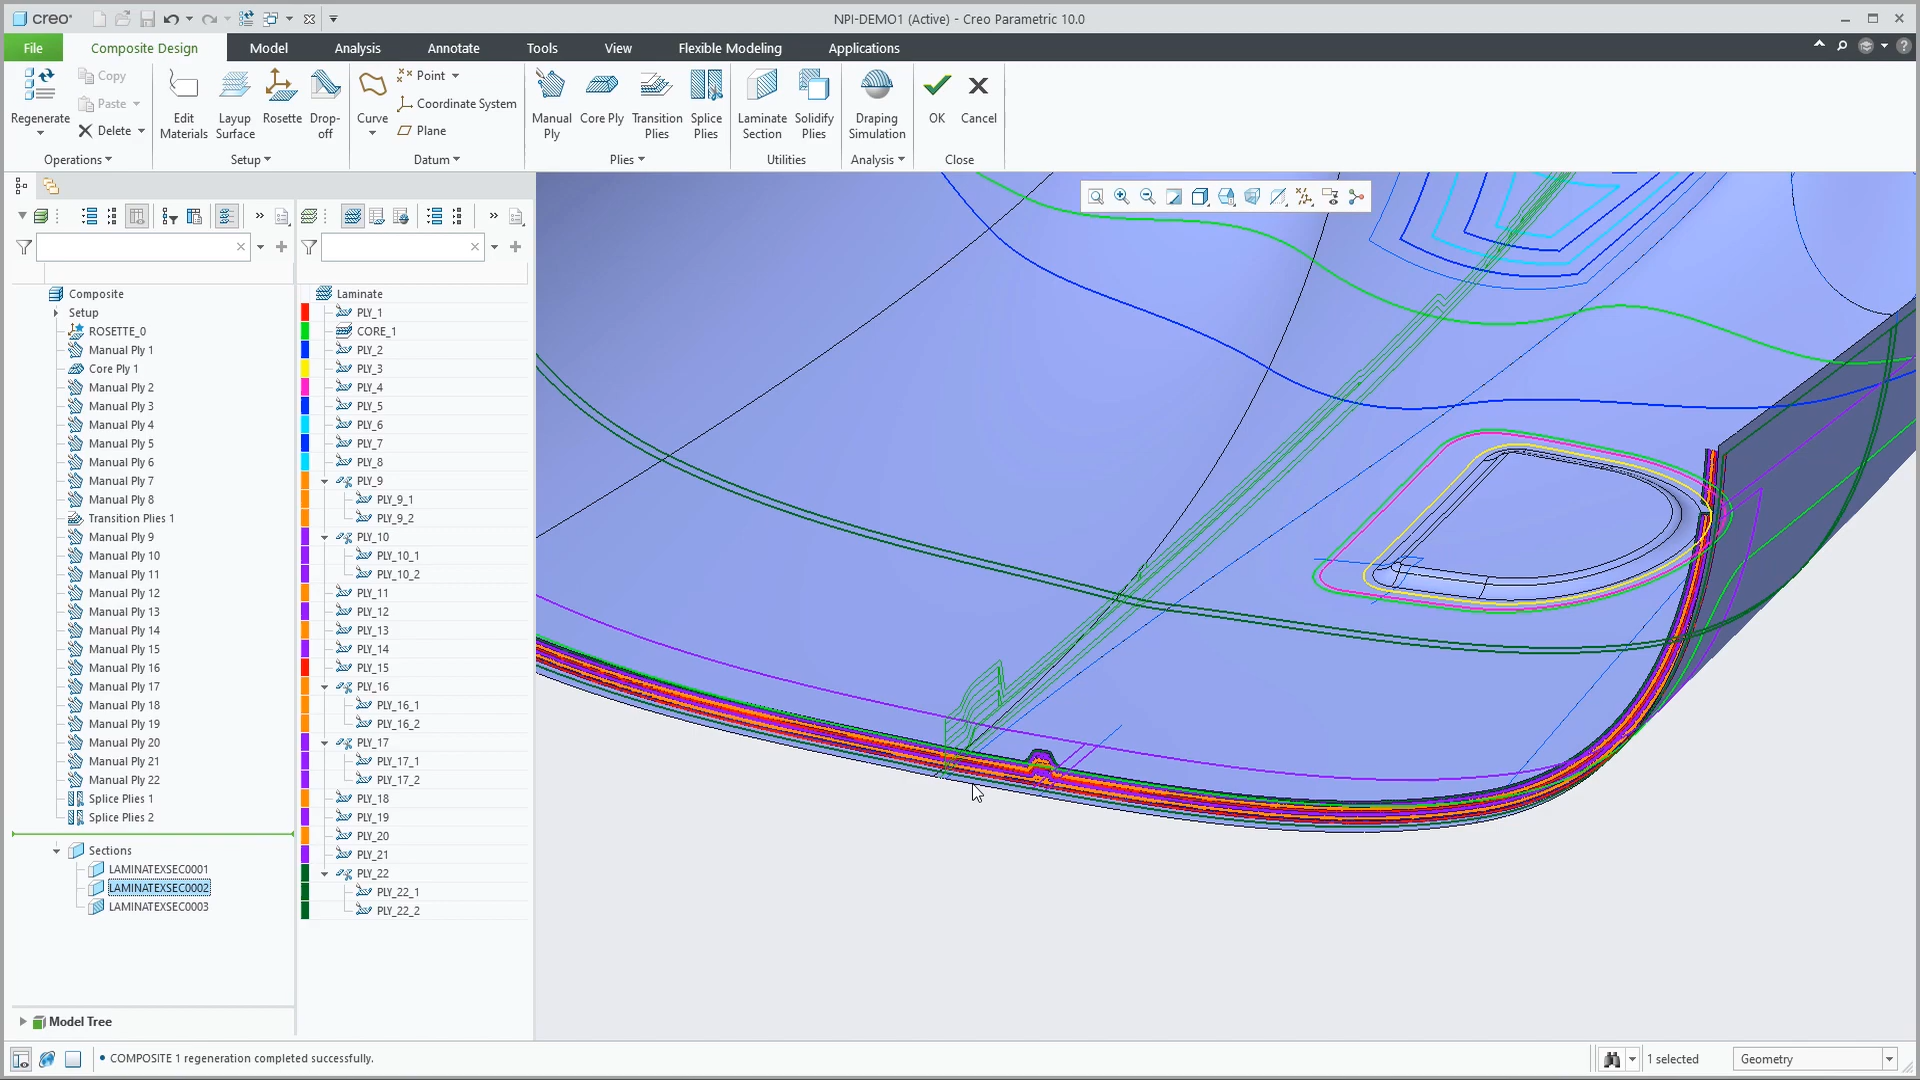 creo
NPI-DEMO1 (Active) - Creo Parametric 10.0
File
Composite Design
Model
Analysis
Annotate
Tools
View
Flexible Modeling
Applications
Regenerate
Copy
Paste
Delete
Operations
Edit Materials
Layup Surface
Rosette
Drop-off
Setup
Curve
Point
Coordinate System
Plane
Datum
Manual Ply
Core Ply
Transition Plies
Splice Plies
Plies
Laminate Section
Solidify Plies
Utilities
Draping Simulation
Analysis
OK
Cancel
Close
Composite
Setup
ROSETTE_0
Manual Ply 1
Core Ply 1
Manual Ply 2
Manual Ply 3
Manual Ply 4
Manual Ply 5
Manual Ply 6
Manual Ply 7
Manual Ply 8
Transition Plies 1
Manual Ply 9
Manual Ply 10
Manual Ply 11
Manual Ply 12
Manual Ply 13
Manual Ply 14
Manual Ply 15
Manual Ply 16
Manual Ply 17
Manual Ply 18
Manual Ply 19
Manual Ply 20
Manual Ply 21
Manual Ply 22
Splice Plies 1
Splice Plies 2
Sections
LAMINATEXSEC0001
LAMINATEXSEC0002
LAMINATEXSEC0003
Model Tree
Laminate
PLY_1
CORE_1
PLY_2
PLY_3
PLY_4
PLY_5
PLY_6
PLY_7
PLY_8
PLY_9
PLY_9_1
PLY_9_2
PLY_10
PLY_10_1
PLY_10_2
PLY_11
PLY_12
PLY_13
PLY_14
PLY_15
PLY_16
PLY_16_1
PLY_16_2
PLY_17
PLY_17_1
PLY_17_2
PLY_18
PLY_19
PLY_20
PLY_21
PLY_22
PLY_22_1
PLY_22_2
• COMPOSITE 1 regeneration completed successfully.
1 selected
Geometry